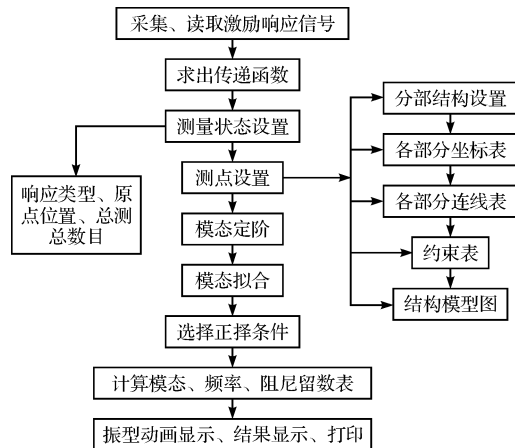 采集、读取激励响应信号
求出传递函数
测量状态设置
响应类型、原
点位置、总测
总数目
测点设置
模态定阶
模态拟合
选择正择条件
计算模态、频率、阻尼留数表
振型动画显示、结果显示、打印
分部结构设置
各部分坐标表
各部分连线表
约束表
结构模型图